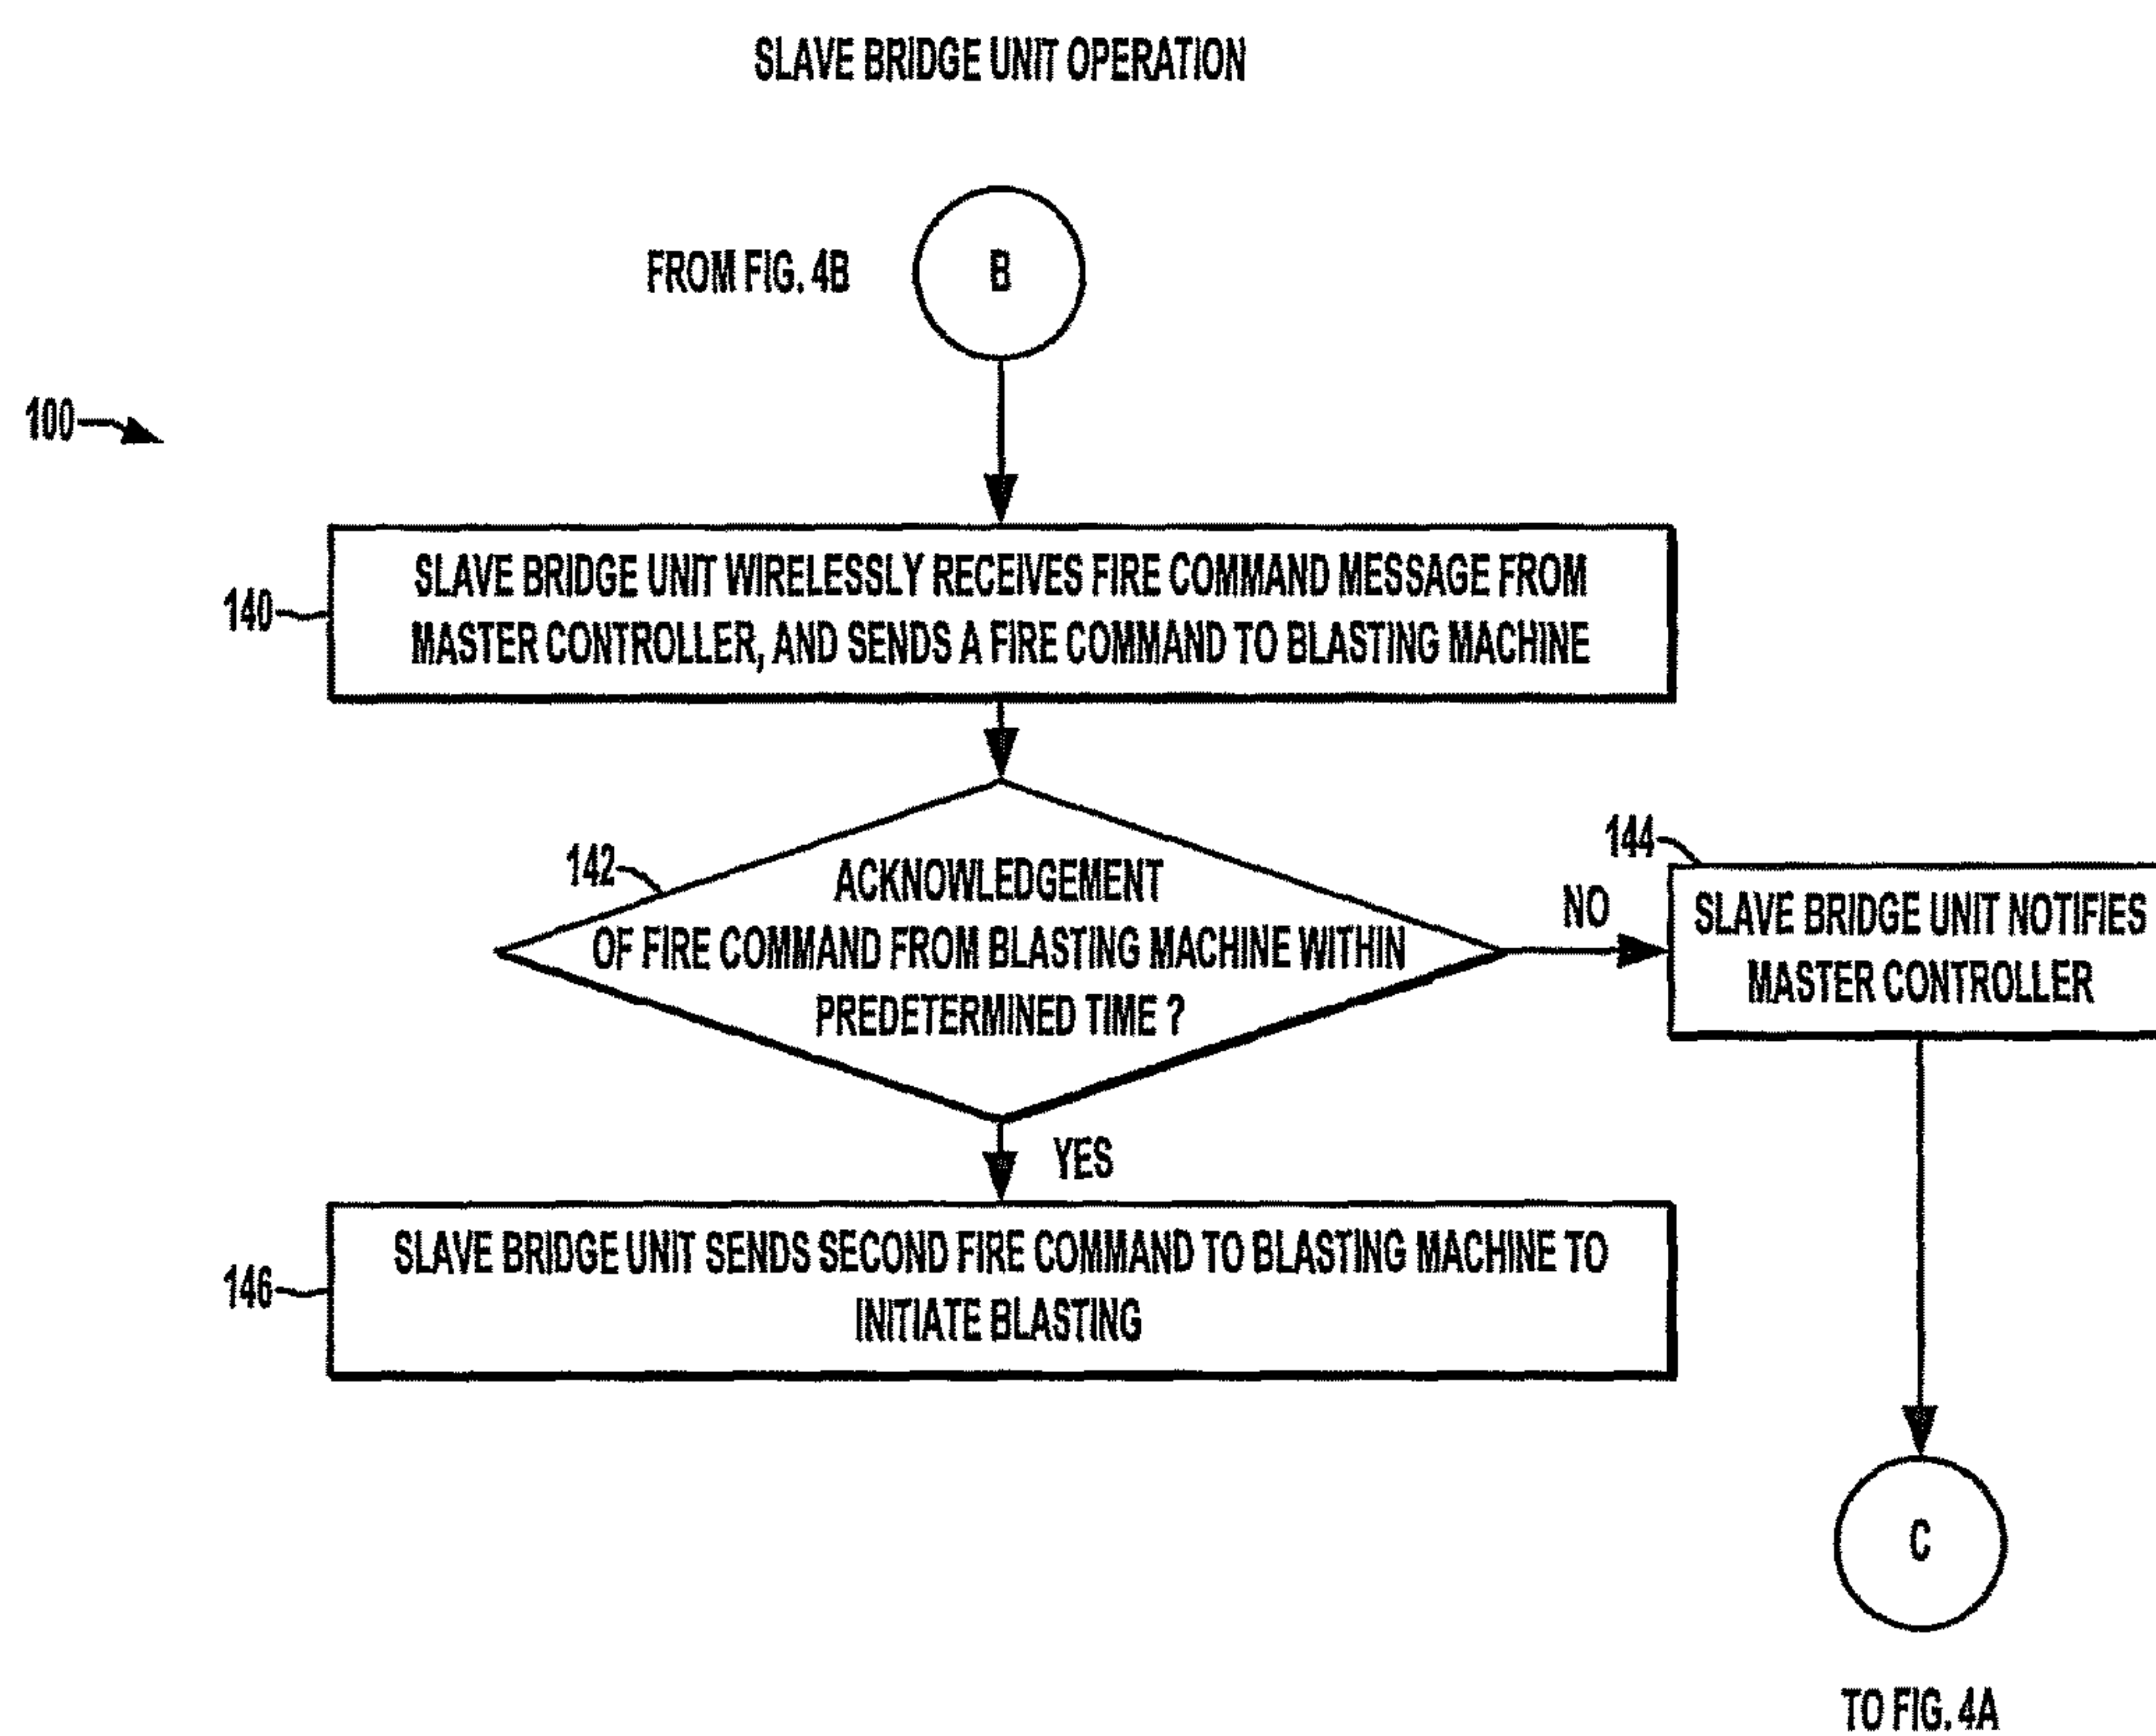 SLAVE BRIDGE UNIT OPERATION
FROM FIG. 4B
B
100
140
SLAVE BRIDGE UNIT WIRELESSLY RECEIVES FIRE COMMAND MESSAGE FROM
MASTER CONTROLLER, AND SENDS A FIRE COMMAND TO BLASTING MACHINE
142
ACKNOWLEDGEMENT
OF FIRE COMMAND FROM BLASTING MACHINE WITHIN
PREDETERMINED TIME ?
NO
144
SLAVE BRIDGE UNIT NOTIFIES
MASTER CONTROLLER
YES
146
SLAVE BRIDGE UNIT SENDS SECOND FIRE COMMAND TO BLASTING MACHINE TO
INITIATE BLASTING
C
TO FIG. 4A